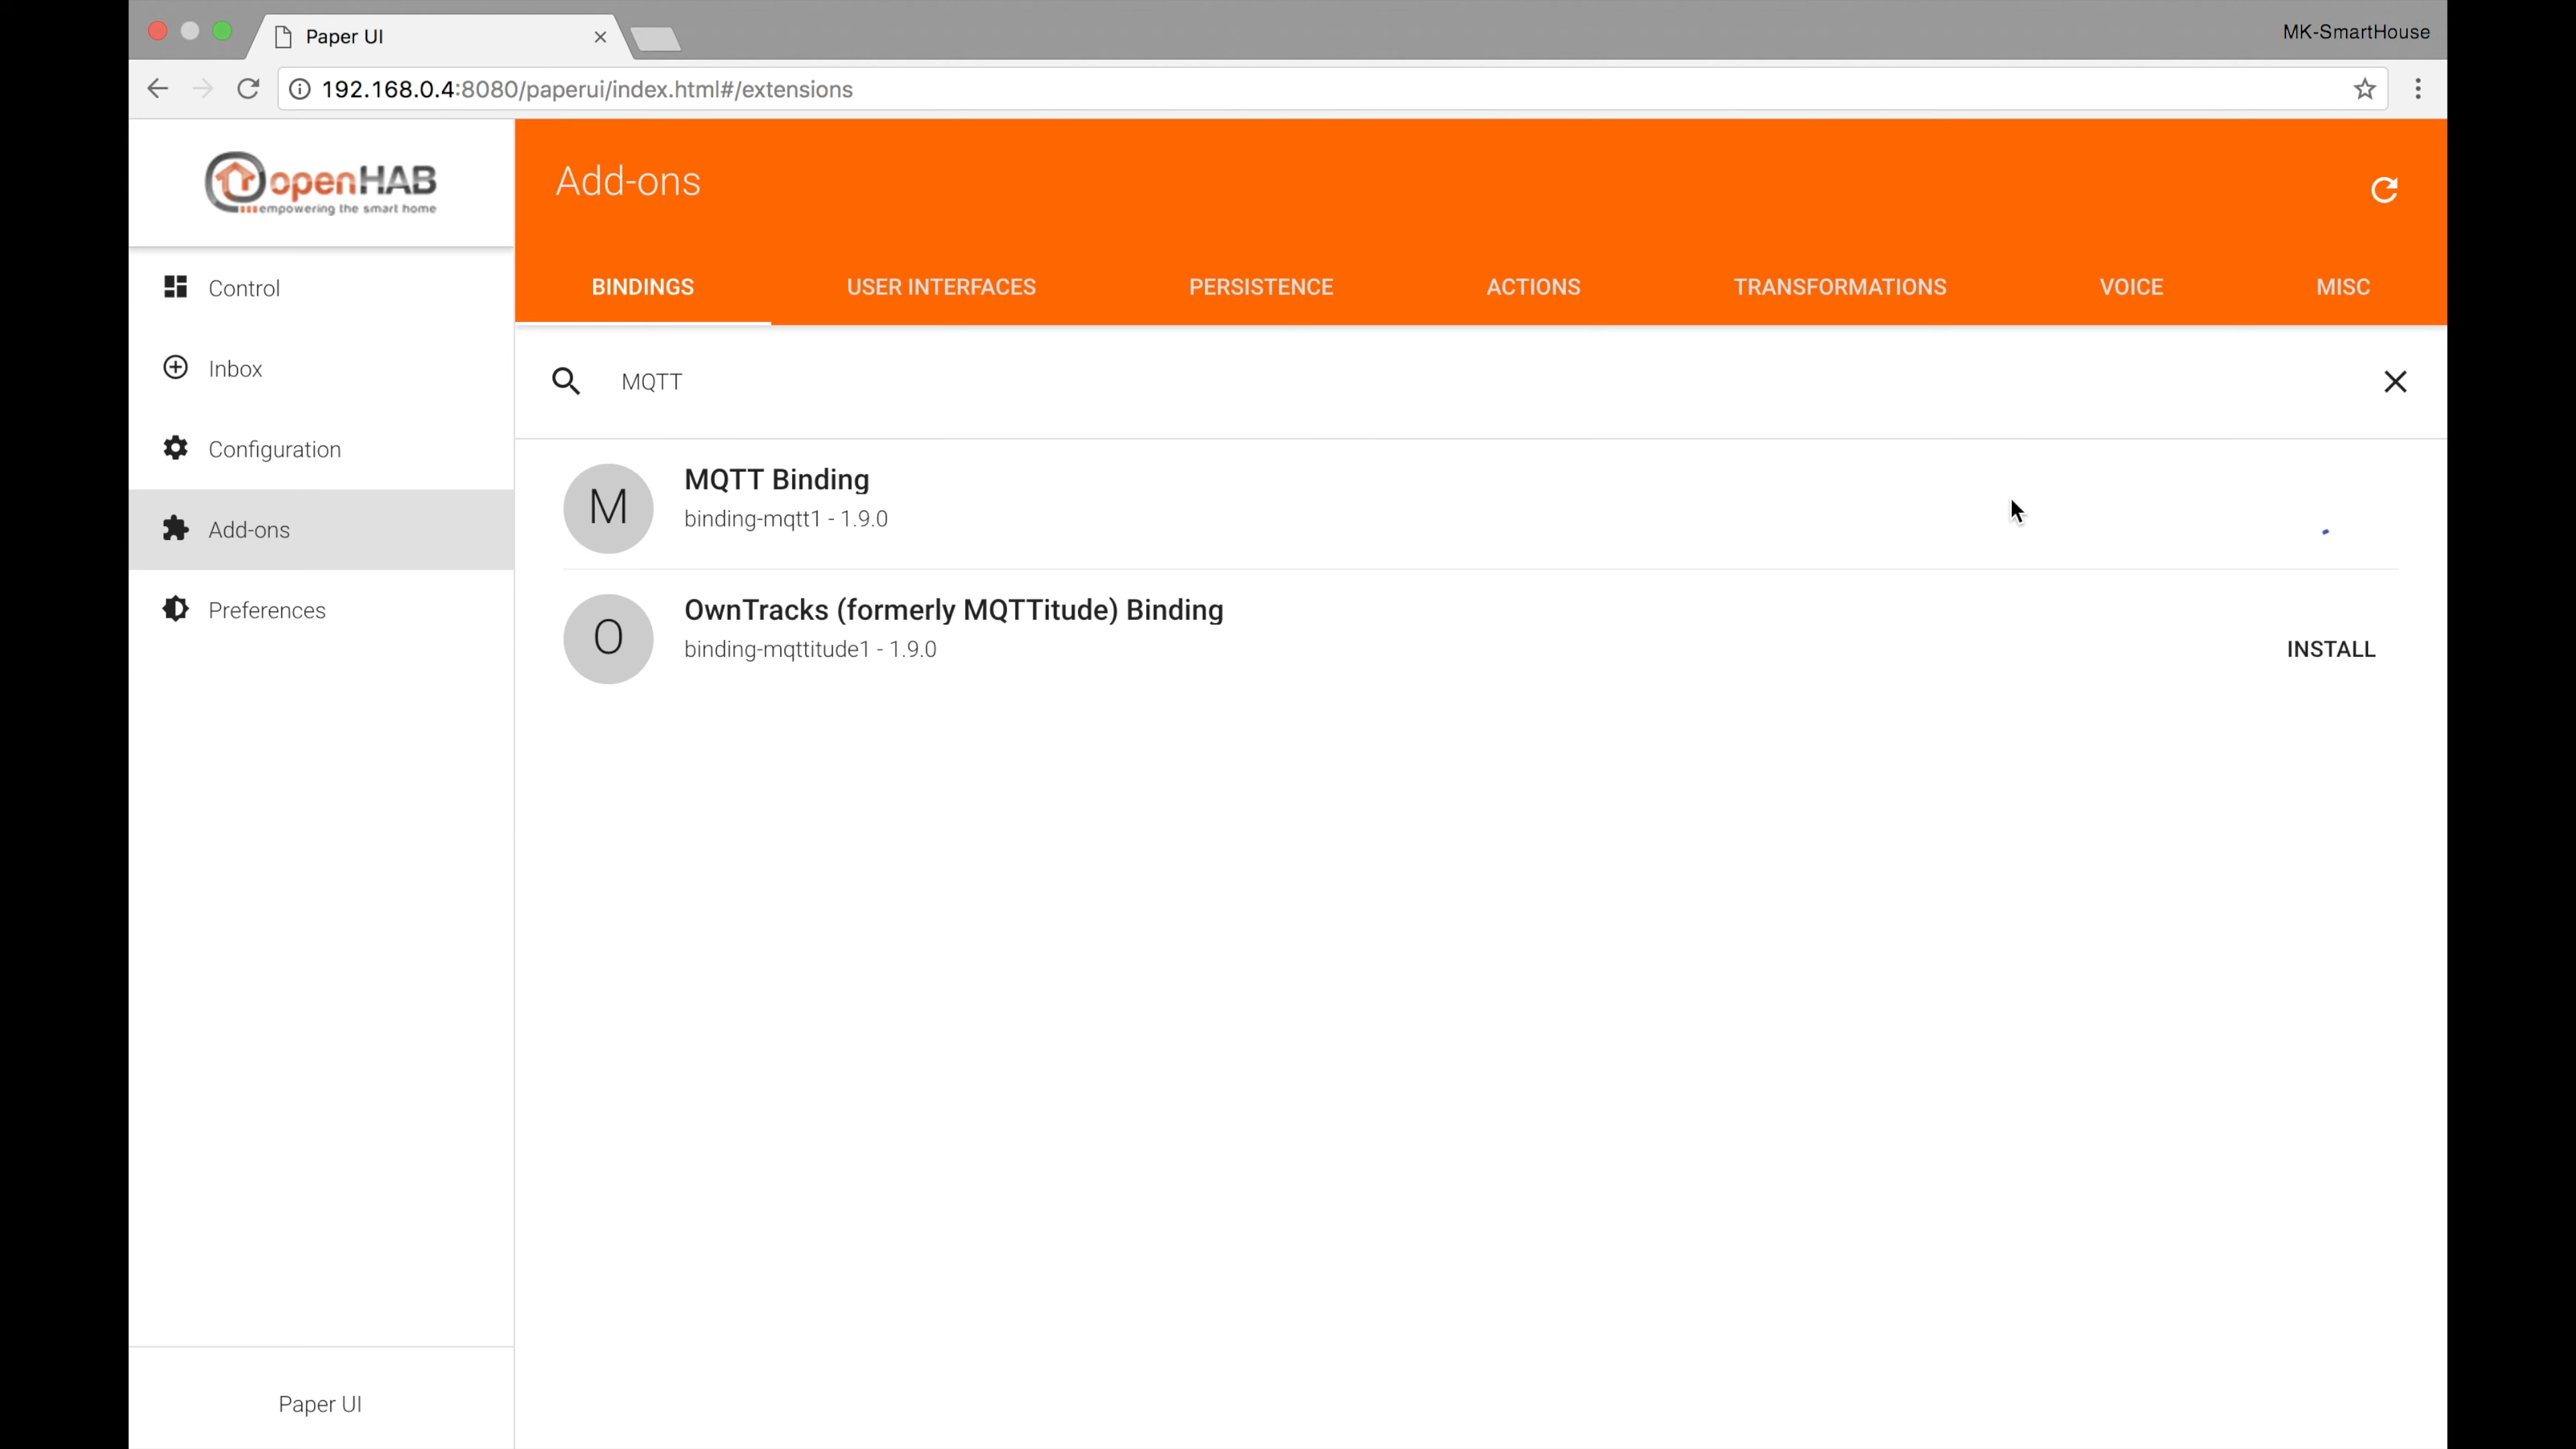 Paper UI
MK-SmartHouse
192.168.0.4:8080/paperui/index.html#/extensions
openHAB
empowering the smart home
Add-ons
Control
Inbox
Configuration
Add-ons
Preferences
BINDINGS
USER INTERFACES
PERSISTENCE
ACTIONS
TRANSFORMATIONS
VOICE
MISC
MQTT
M
MQTT Binding
binding-mqtt1 - 1.9.0
O
OwnTracks (formerly MQTTitude) Binding
binding-mqttitude1 - 1.9.0
INSTALL
Paper UI